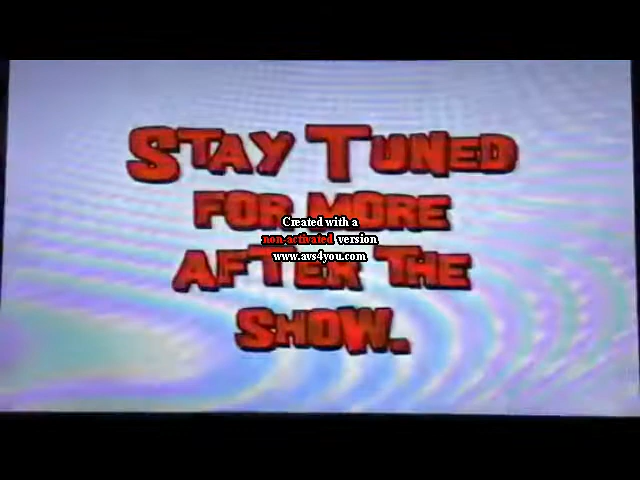 STAY TUNED
FOR MORE
Created with a
non-activated version
www.avs4you.com
AFTER THE
SHOW.